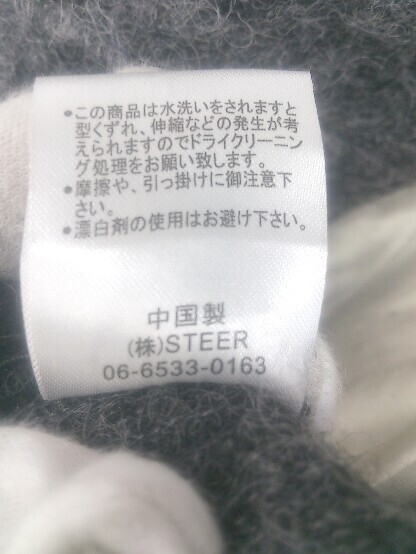 ●この商品は水洗いをされますと
型くずれ、伸縮などの発生が考
えられますのでドライクリーニン
グ処理をお願い致します。
●摩擦や、引っ掛けに御注意下
さい。
●漂白剤の使用はお避け下さい。
中国製
(株)STEER
06-6533-0163